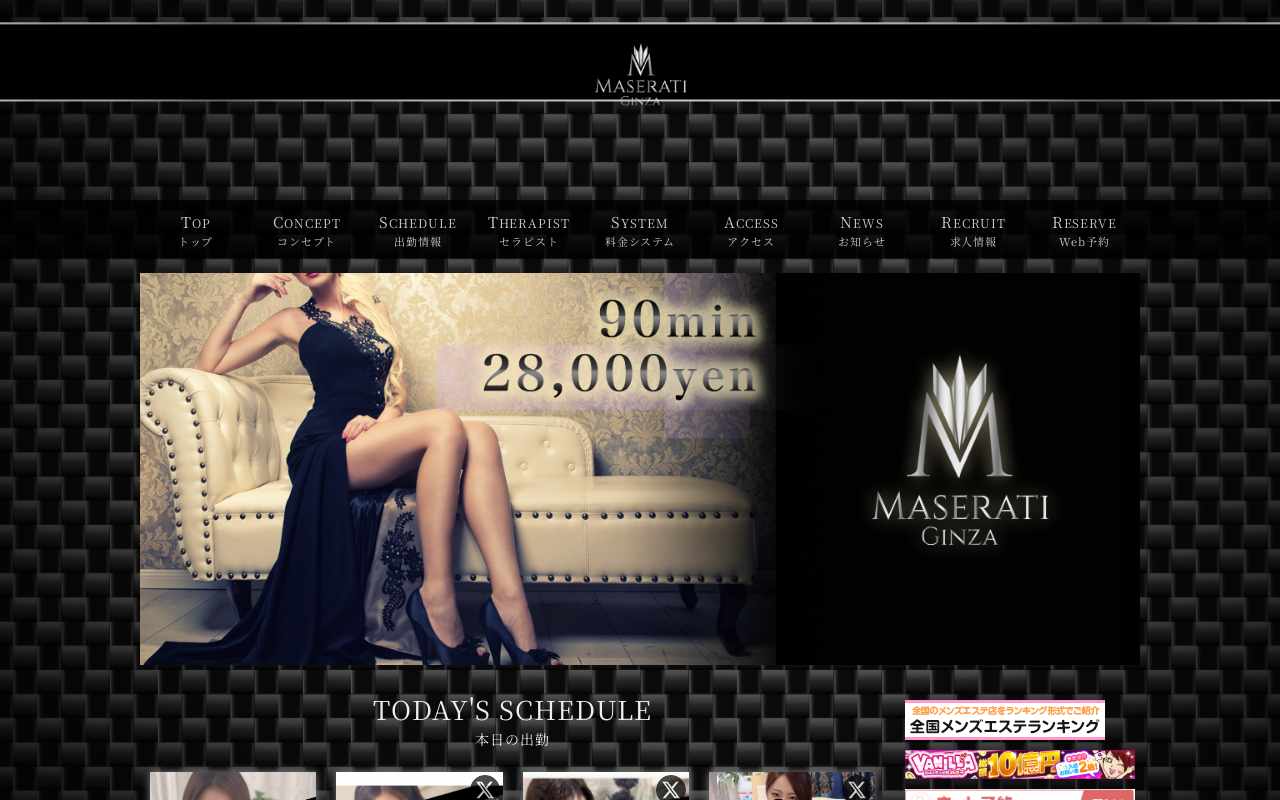 MASERATI
GINZA
TOP
トップ
CONCEPT
コンセプト
SCHEDULE
出勤情報
THERAPIST
セラピスト
SYSTEM
料金システム
ACCESS
アクセス
NEWS
お知らせ
RECRUIT
求人情報
RESERVE
Web予約
90min
28,000yen
MASERATI
GINZA
TODAY'S SCHEDULE
本日の出勤
全国のメンズエステ店をランキング形式でご紹介
全国メンズエステランキング
VANILLA
10億円